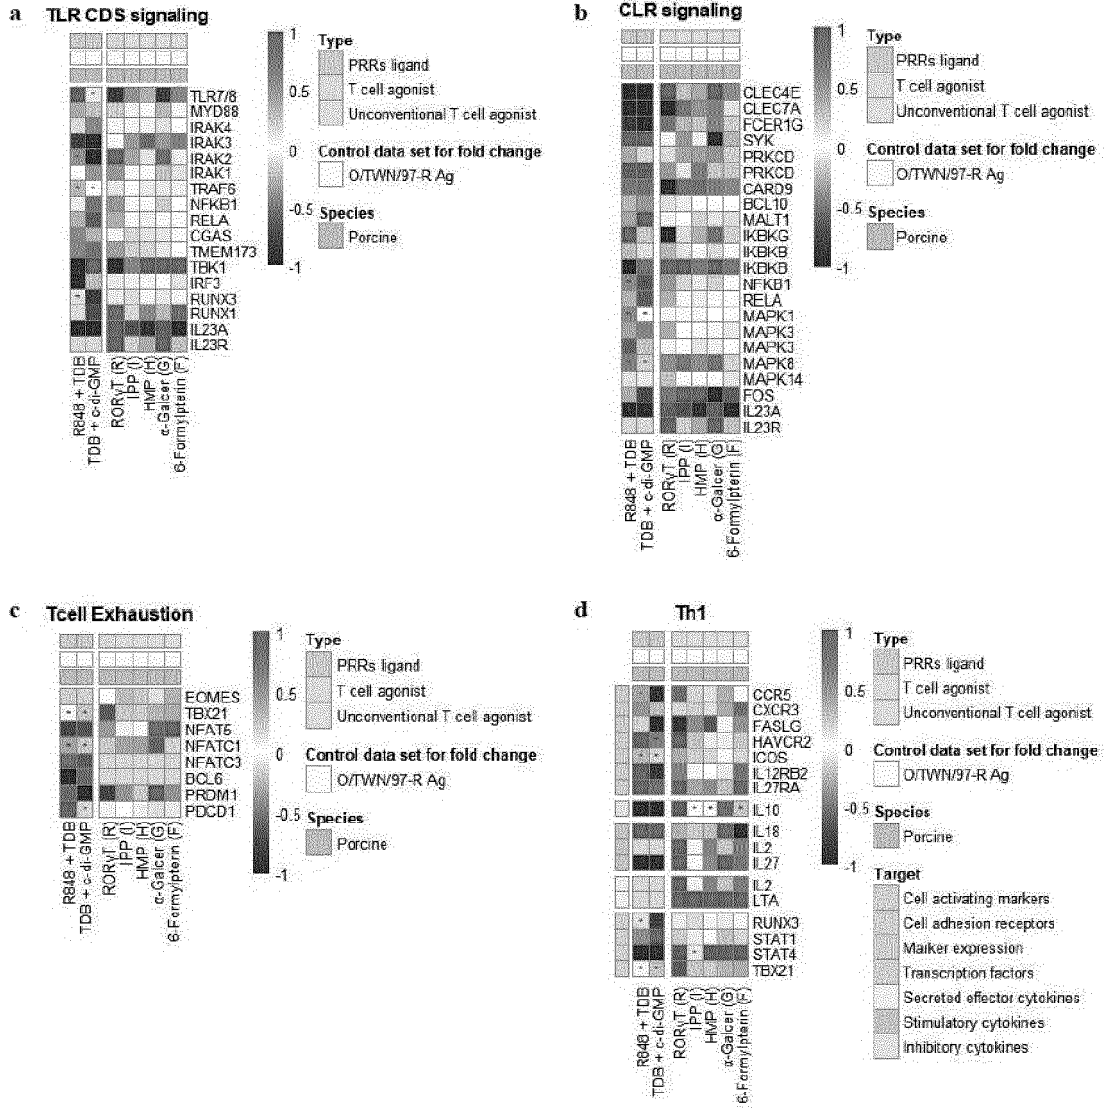 a
TLR CDS signaling
TLR7/8
MYD88
IRAK4
IRAK3
IRAK2
IRAK1
TRAF6
NFKB1
RELA
CGAS
TMEM173
TBK1
IRF3
RUNX3
RUNX1
IL23A
IL23R
R848 + TDB
TDB + c-di-GMP
RORγT (R)
IPP (I)
HMP (H)
α-Galcer (G)
6-Formylpterin (F)
1
0.5
0
-0.5
-1
Type
PRRs ligand
T cell agonist
Unconventional T cell agonist
Control data set for fold change
O/TWN/97-R Ag
Species
Porcine
b
CLR signaling
CLEC4E
CLEC7A
FCER1G
SYK
PRKCD
PRKCD
CARD9
BCL10
MALT1
IKBKG
IKBKB
IKBKB
NFKB1
RELA
MAPK1
MAPK3
MAPK3
MAPK8
MAPK14
FOS
IL23A
IL23R
R848 + TDB
TDB + c-di-GMP
RORγT (R)
IPP (I)
HMP (H)
α-Galcer (G)
6-Formylpterin (F)
1
0.5
0
-0.5
-1
Type
PRRs ligand
T cell agonist
Unconventional T cell agonist
Control data set for fold change
O/TWN/97-R Ag
Species
Porcine
c
Tcell Exhaustion
EOMES
TBX21
NFAT5
NFATC1
NFATC3
BCL6
PRDM1
PDCD1
R848 + TDB
TDB + c-di-GMP
RORγT (R)
IPP (I)
HMP (H)
α-Galcer (G)
6-Formylpterin (F)
1
0.5
0
-0.5
-1
Type
PRRs ligand
T cell agonist
Unconventional T cell agonist
Control data set for fold change
O/TWN/97-R Ag
Species
Porcine
d
Th1
CCR5
CXCR3
FASLG
HAVCR2
ICOS
IL12RB2
IL27RA
IL10
IL18
IL2
IL27
IL2
LTA
RUNX3
STAT1
STAT4
TBX21
R848 + TDB
TDB + c-di-GMP
RORγT (R)
IPP (I)
HMP (H)
α-Galcer (G)
6-Formylpterin (F)
1
0.5
0
-0.5
-1
Type
PRRs ligand
T cell agonist
Unconventional T cell agonist
Control data set for fold change
O/TWN/97-R Ag
Species
Porcine
Target
Cell activating markers
Cell adhesion receptors
Marker expression
Transcription factors
Secreted effector cytokines
Stimulatory cytokines
Inhibitory cytokines